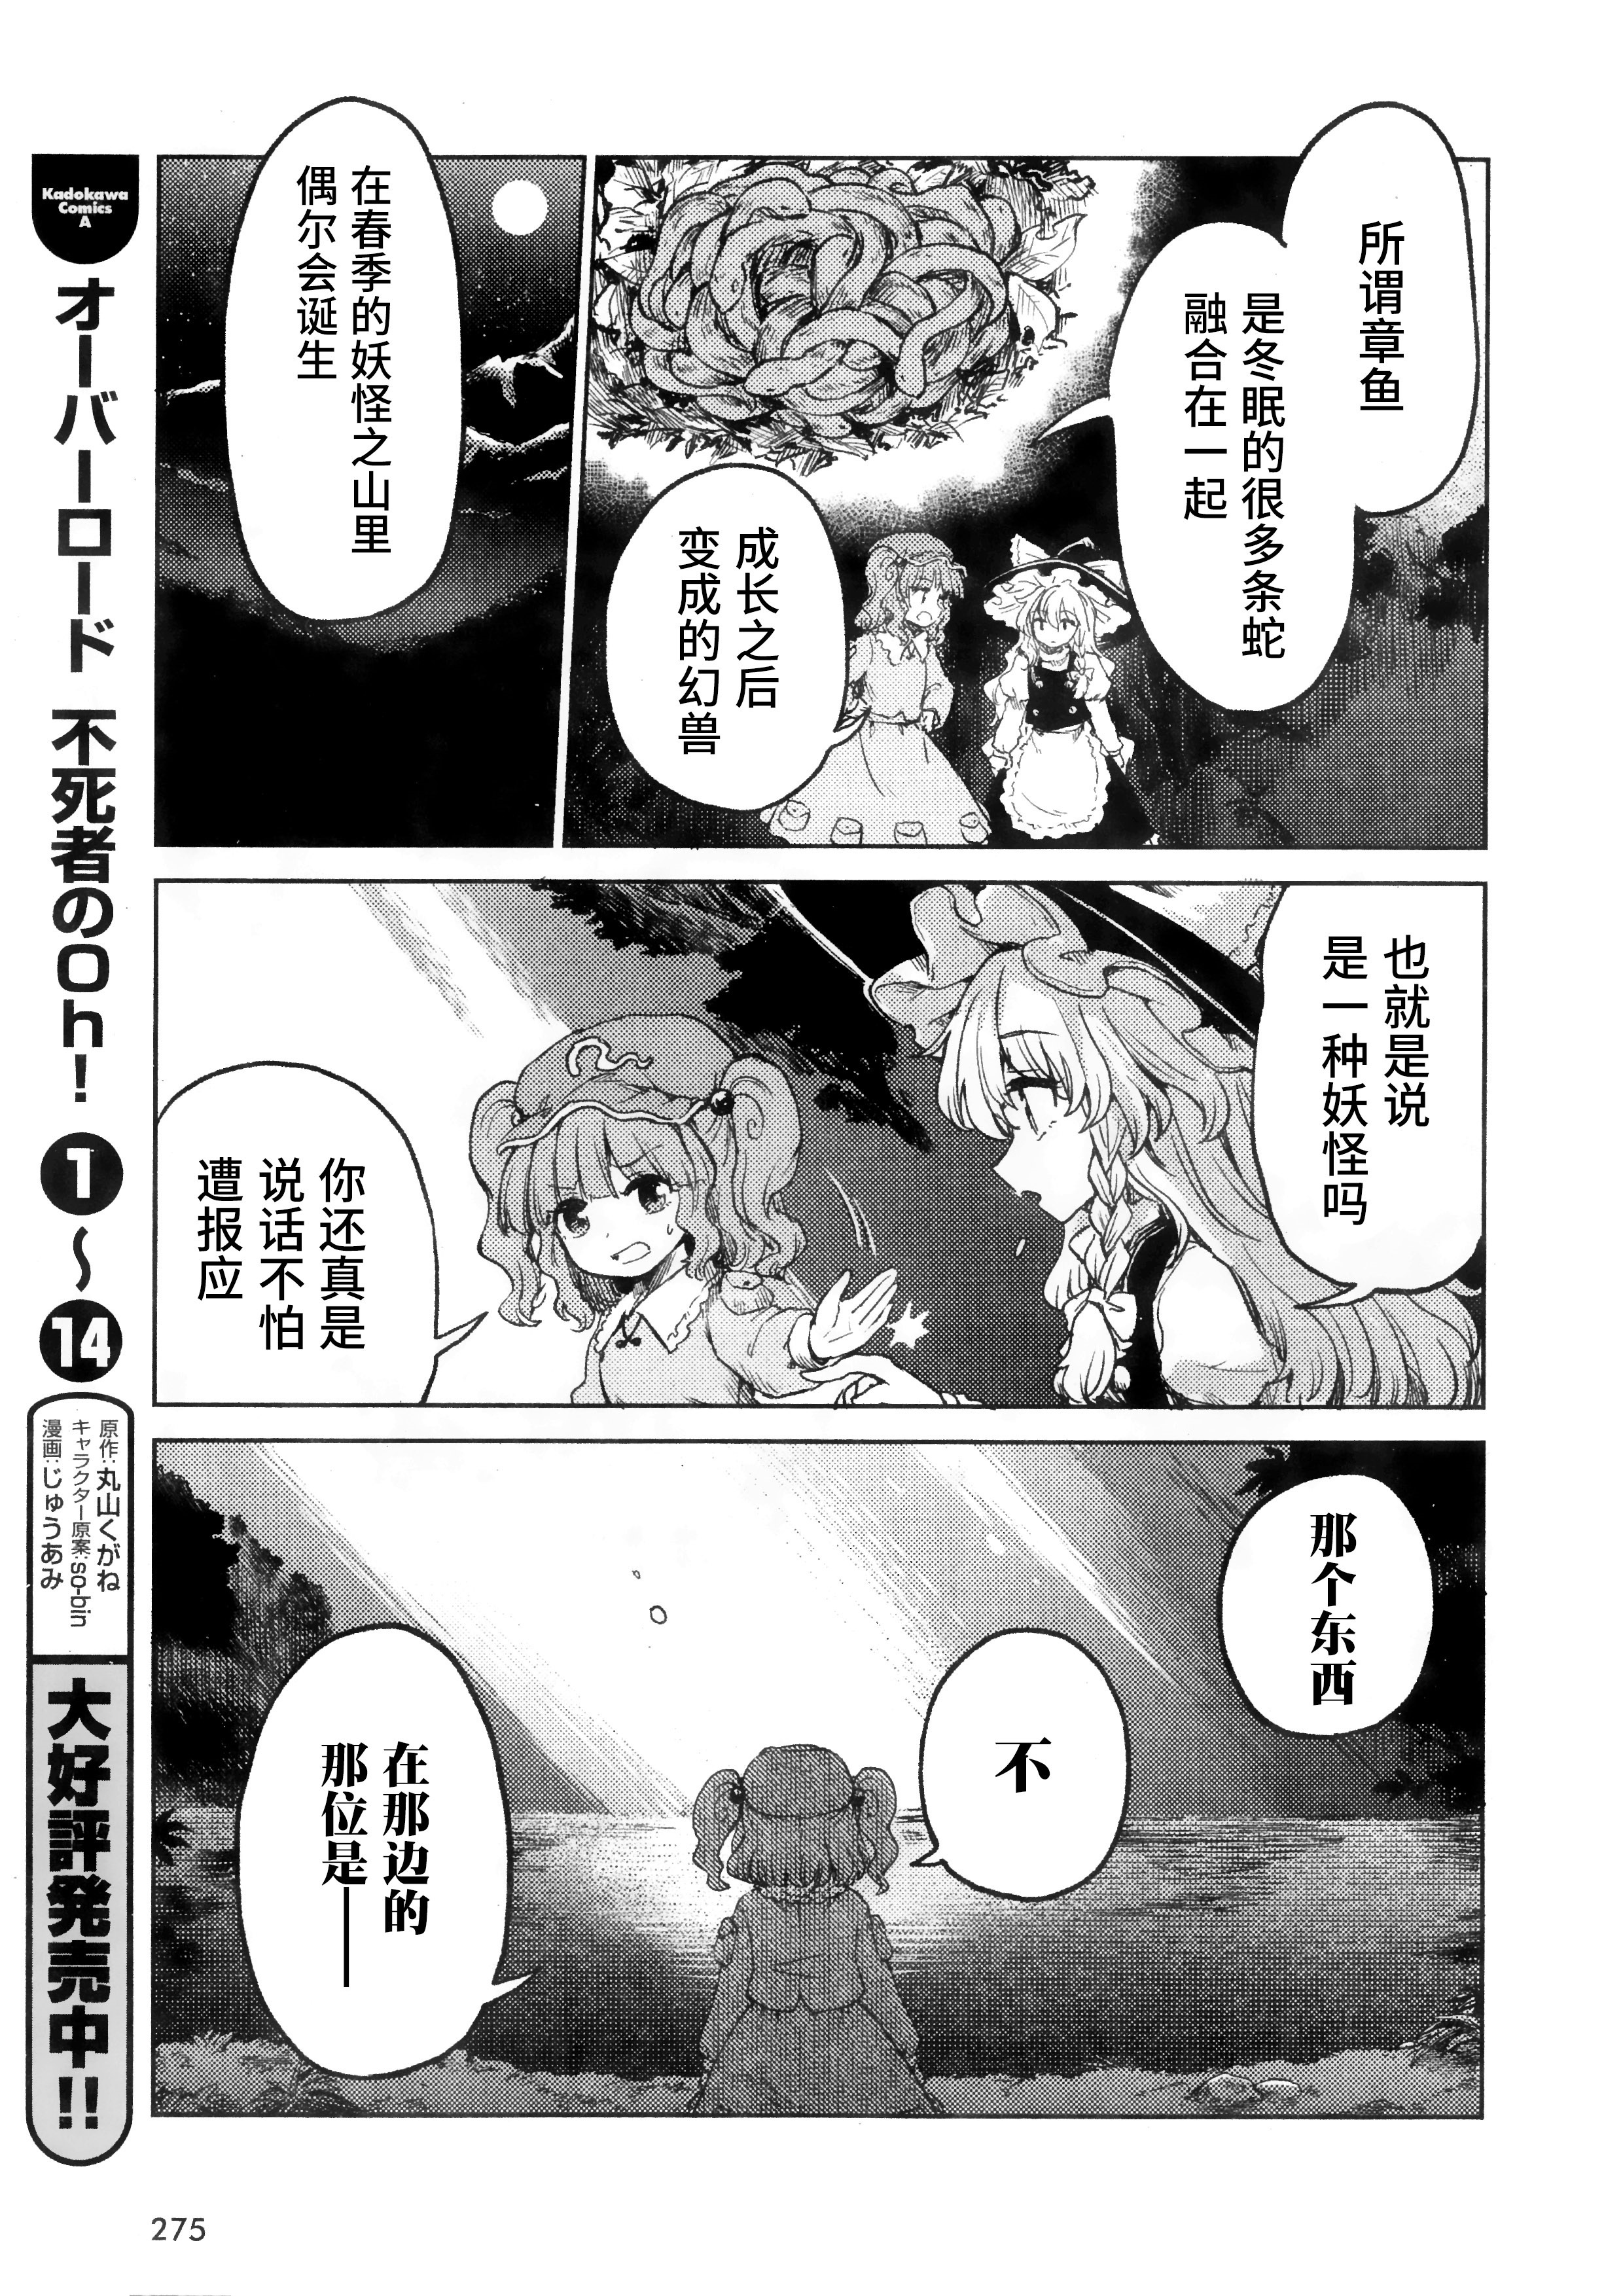 所谓章鱼
是冬眠的很多条蛇
融合在一起
成长之后
变成的幻兽
在春季的妖怪之山里
偶尔会诞生
也就是说
是一种妖怪吗
你还真是
说话不怕
遭报应
那个东西
不
在那边的
那位是——
Kadokawa
Comics
A
オーバーロード 不死者のOh!
1～14
原作:丸山くがね
キャラクター原案:so-bin
漫画:じゅうあみ
大好評発売中!!
275